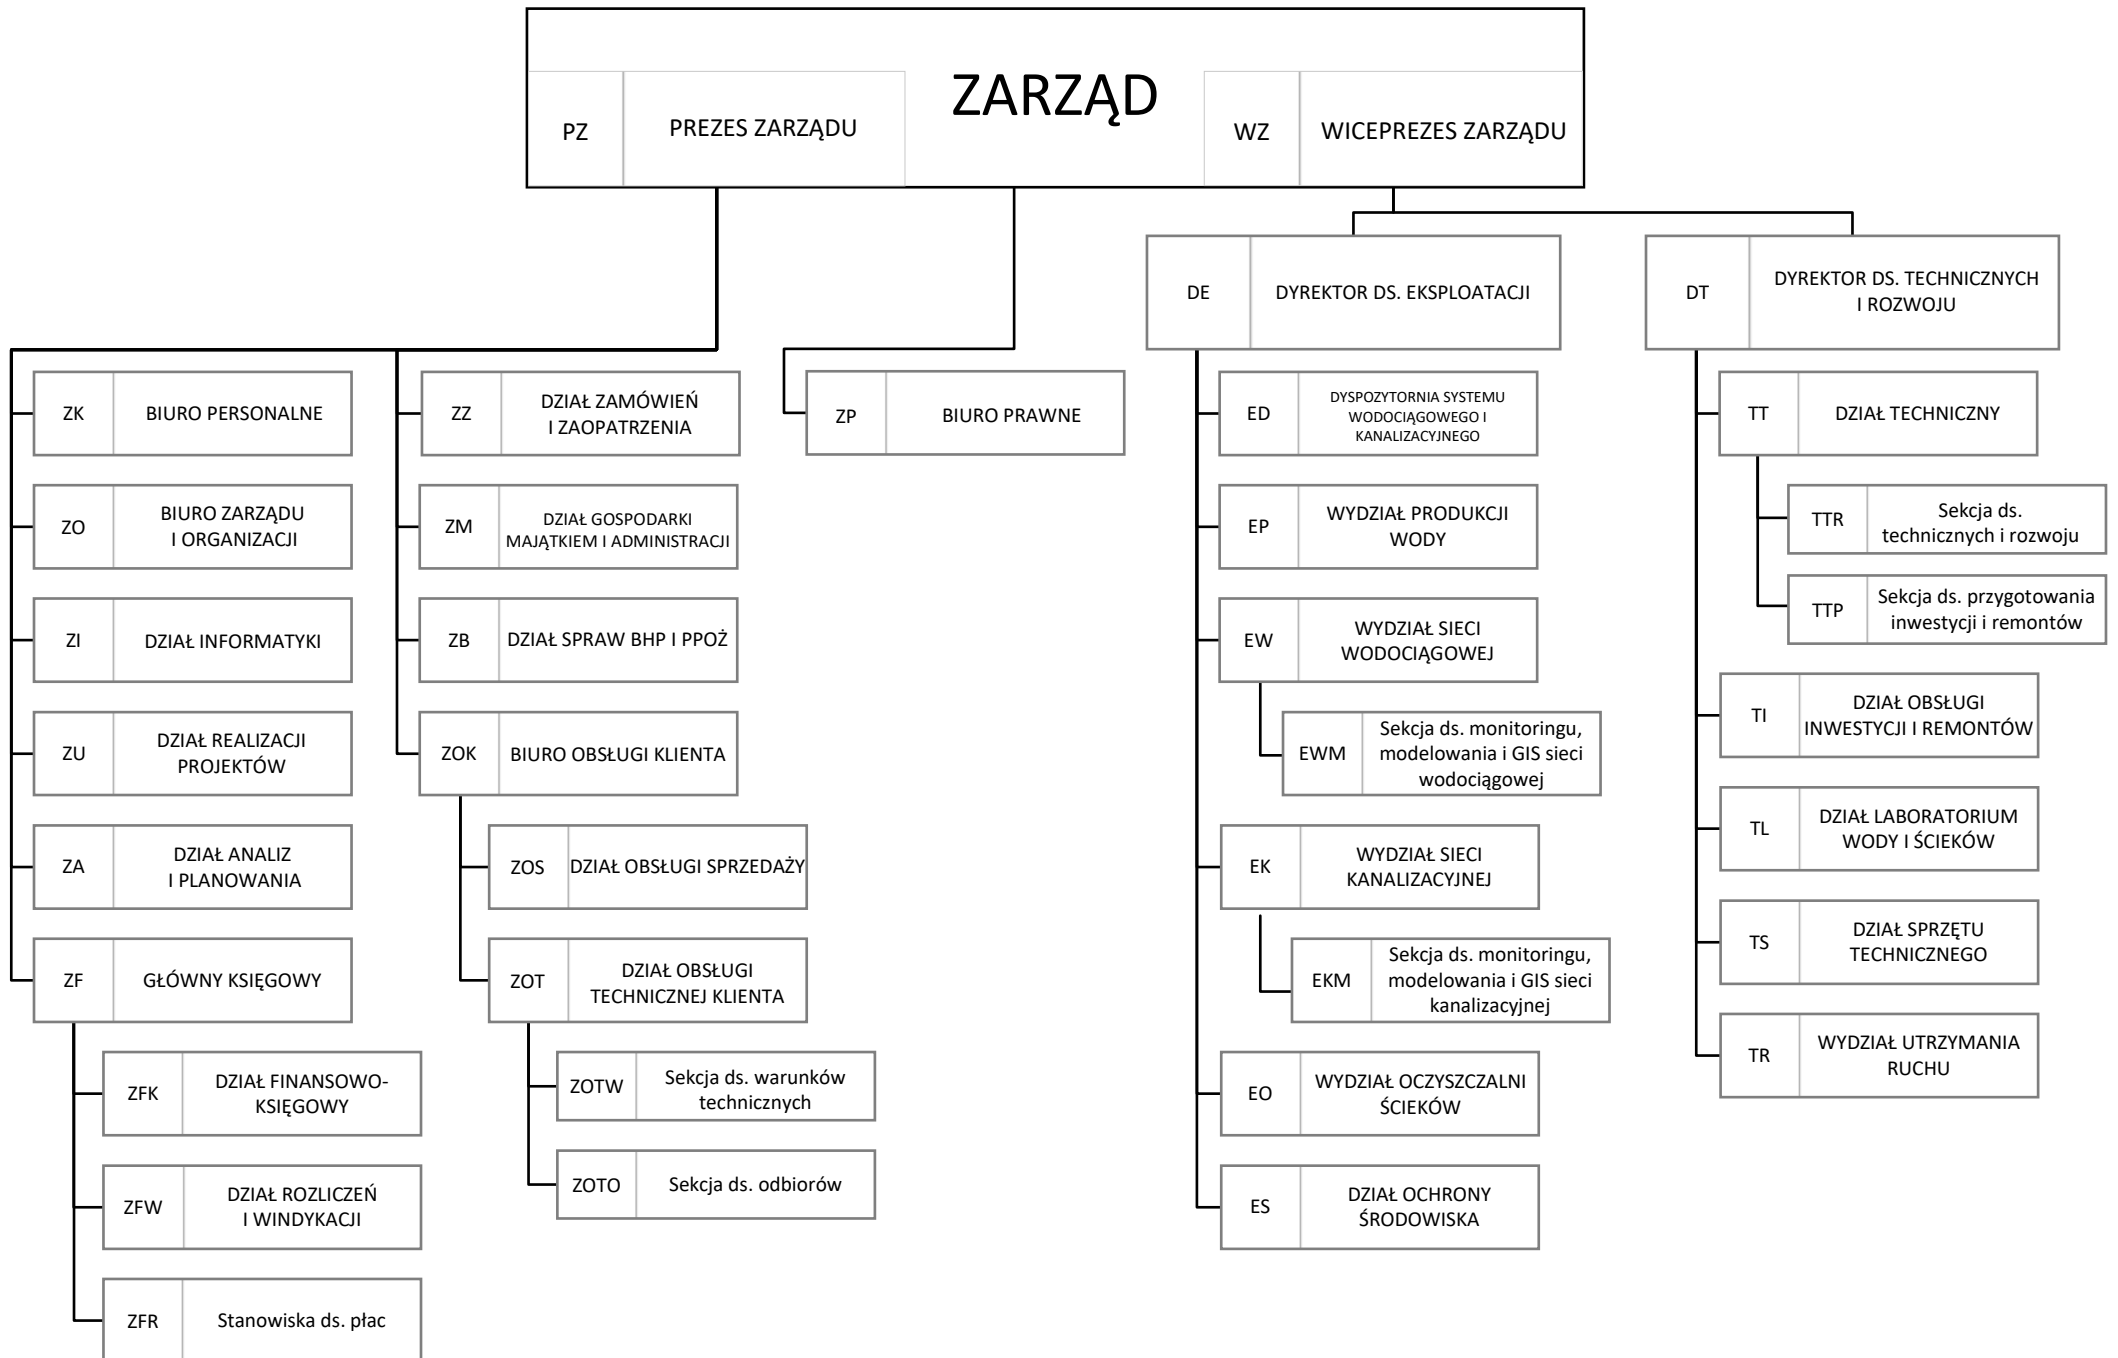 ZARZĄD
PZ
PREZES ZARZĄDU
WZ
WICEPREZES ZARZĄDU
ZK
BIURO PERSONALNE
ZO
BIURO ZARZĄDU
I ORGANIZACJI
ZI
DZIAŁ INFORMATYKI
ZU
DZIAŁ REALIZACJI
PROJEKTÓW
ZA
DZIAŁ ANALIZ
I PLANOWANIA
ZF
GŁÓWNY KSIĘGOWY
ZFK
DZIAŁ FINANSOWO-
KSIĘGOWY
ZFW
DZIAŁ ROZLICZEŃ
I WINDYKACJI
ZFR
Stanowiska ds. płac
ZZ
DZIAŁ ZAMÓWIEŃ
I ZAOPATRZENIA
ZM
DZIAŁ GOSPODARKI
MAJĄTKIEM I ADMINISTRACJI
ZB
DZIAŁ SPRAW BHP I PPOŻ
ZOK
BIURO OBSŁUGI KLIENTA
ZOS
DZIAŁ OBSŁUGI SPRZEDAŻY
ZOT
DZIAŁ OBSŁUGI
TECHNICZNEJ KLIENTA
ZOTW
Sekcja ds. warunków
technicznych
ZOTO
Sekcja ds. odbiorów
ZP
BIURO PRAWNE
DE
DYREKTOR DS. EKSPLOATACJI
ED
DYSPOZYTORNIA SYSTEMU
WODOCIĄGOWEGO I
KANALIZACYJNEGO
EP
WYDZIAŁ PRODUKCJI
WODY
EW
WYDZIAŁ SIECI
WODOCIĄGOWEJ
EWM
Sekcja ds. monitoringu,
modelowania i GIS sieci
wodociągowej
EK
WYDZIAŁ SIECI
KANALIZACYJNEJ
EKM
Sekcja ds. monitoringu,
modelowania i GIS sieci
kanalizacyjnej
EO
WYDZIAŁ OCZYSZCZALNI
ŚCIEKÓW
ES
DZIAŁ OCHRONY
ŚRODOWISKA
DT
DYREKTOR DS. TECHNICZNYCH
I ROZWOJU
TT
DZIAŁ TECHNICZNY
TTR
Sekcja ds.
technicznych i rozwoju
TTP
Sekcja ds. przygotowania
inwestycji i remontów
TI
DZIAŁ OBSŁUGI
INWESTYCJI I REMONTÓW
TL
DZIAŁ LABORATORIUM
WODY I ŚCIEKÓW
TS
DZIAŁ SPRZĘTU
TECHNICZNEGO
TR
WYDZIAŁ UTRZYMANIA
RUCHU